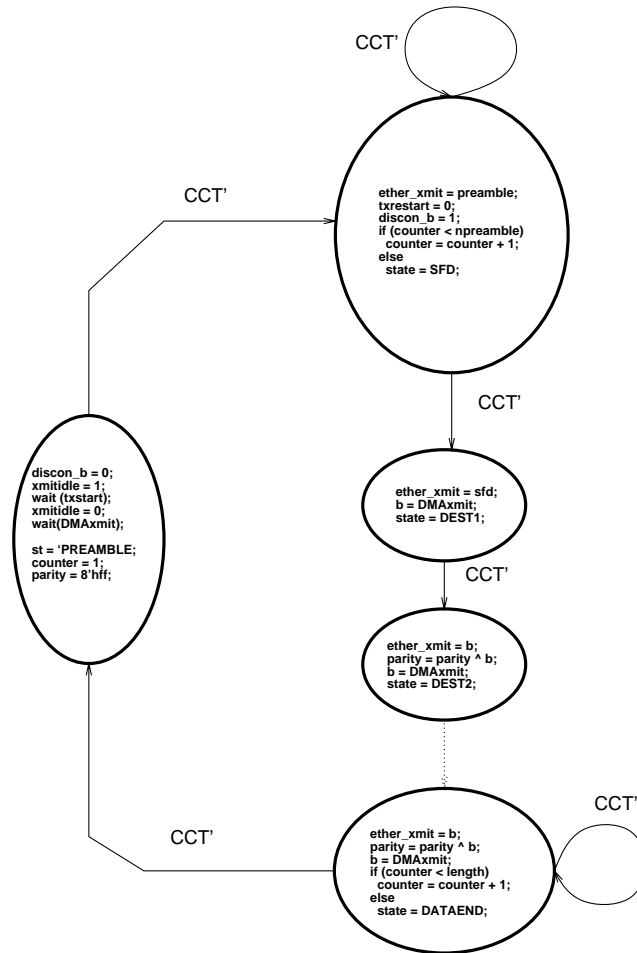 CCT'
CCT'
ether_xmit = preamble;
txrestart = 0;
discon_b = 1;
if (counter < npreamble)
counter = counter + 1;
else
state = SFD;
CCT'
discon_b = 0;
xmitidle = 1;
wait (txstart);
xmitidle = 0;
wait(DMAxmit);
st = ‘PREAMBLE;
counter = 1;
parity = 8’hff;
ether_xmit = sfd;
b = DMAxmit;
state = DEST1;
CCT'
ether_xmit = b;
parity = parity ^ b;
b = DMAxmit;
state = DEST2;
CCT'
CCT'
ether_xmit = b;
parity = parity ^ b;
b = DMAxmit;
if (counter < length)
counter = counter + 1;
else
state = DATAEND;